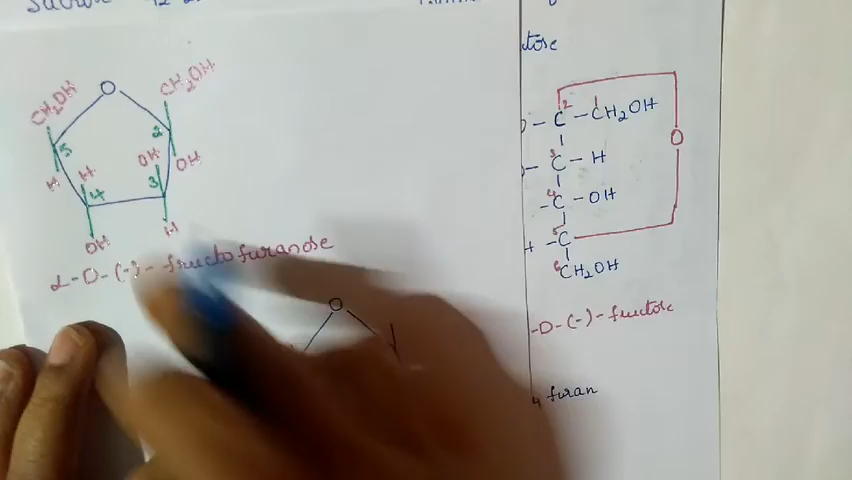 O
CH2OH
CH2OH
5
2
H
H
OH
OH
4
3
OH
H
α-D-(-)-fructofuranose
O
tose
2
- C - CH2OH
O
3
C - H
4
- C - OH
5
- C
6
CH2OH
-D-(-)-fructose
furan